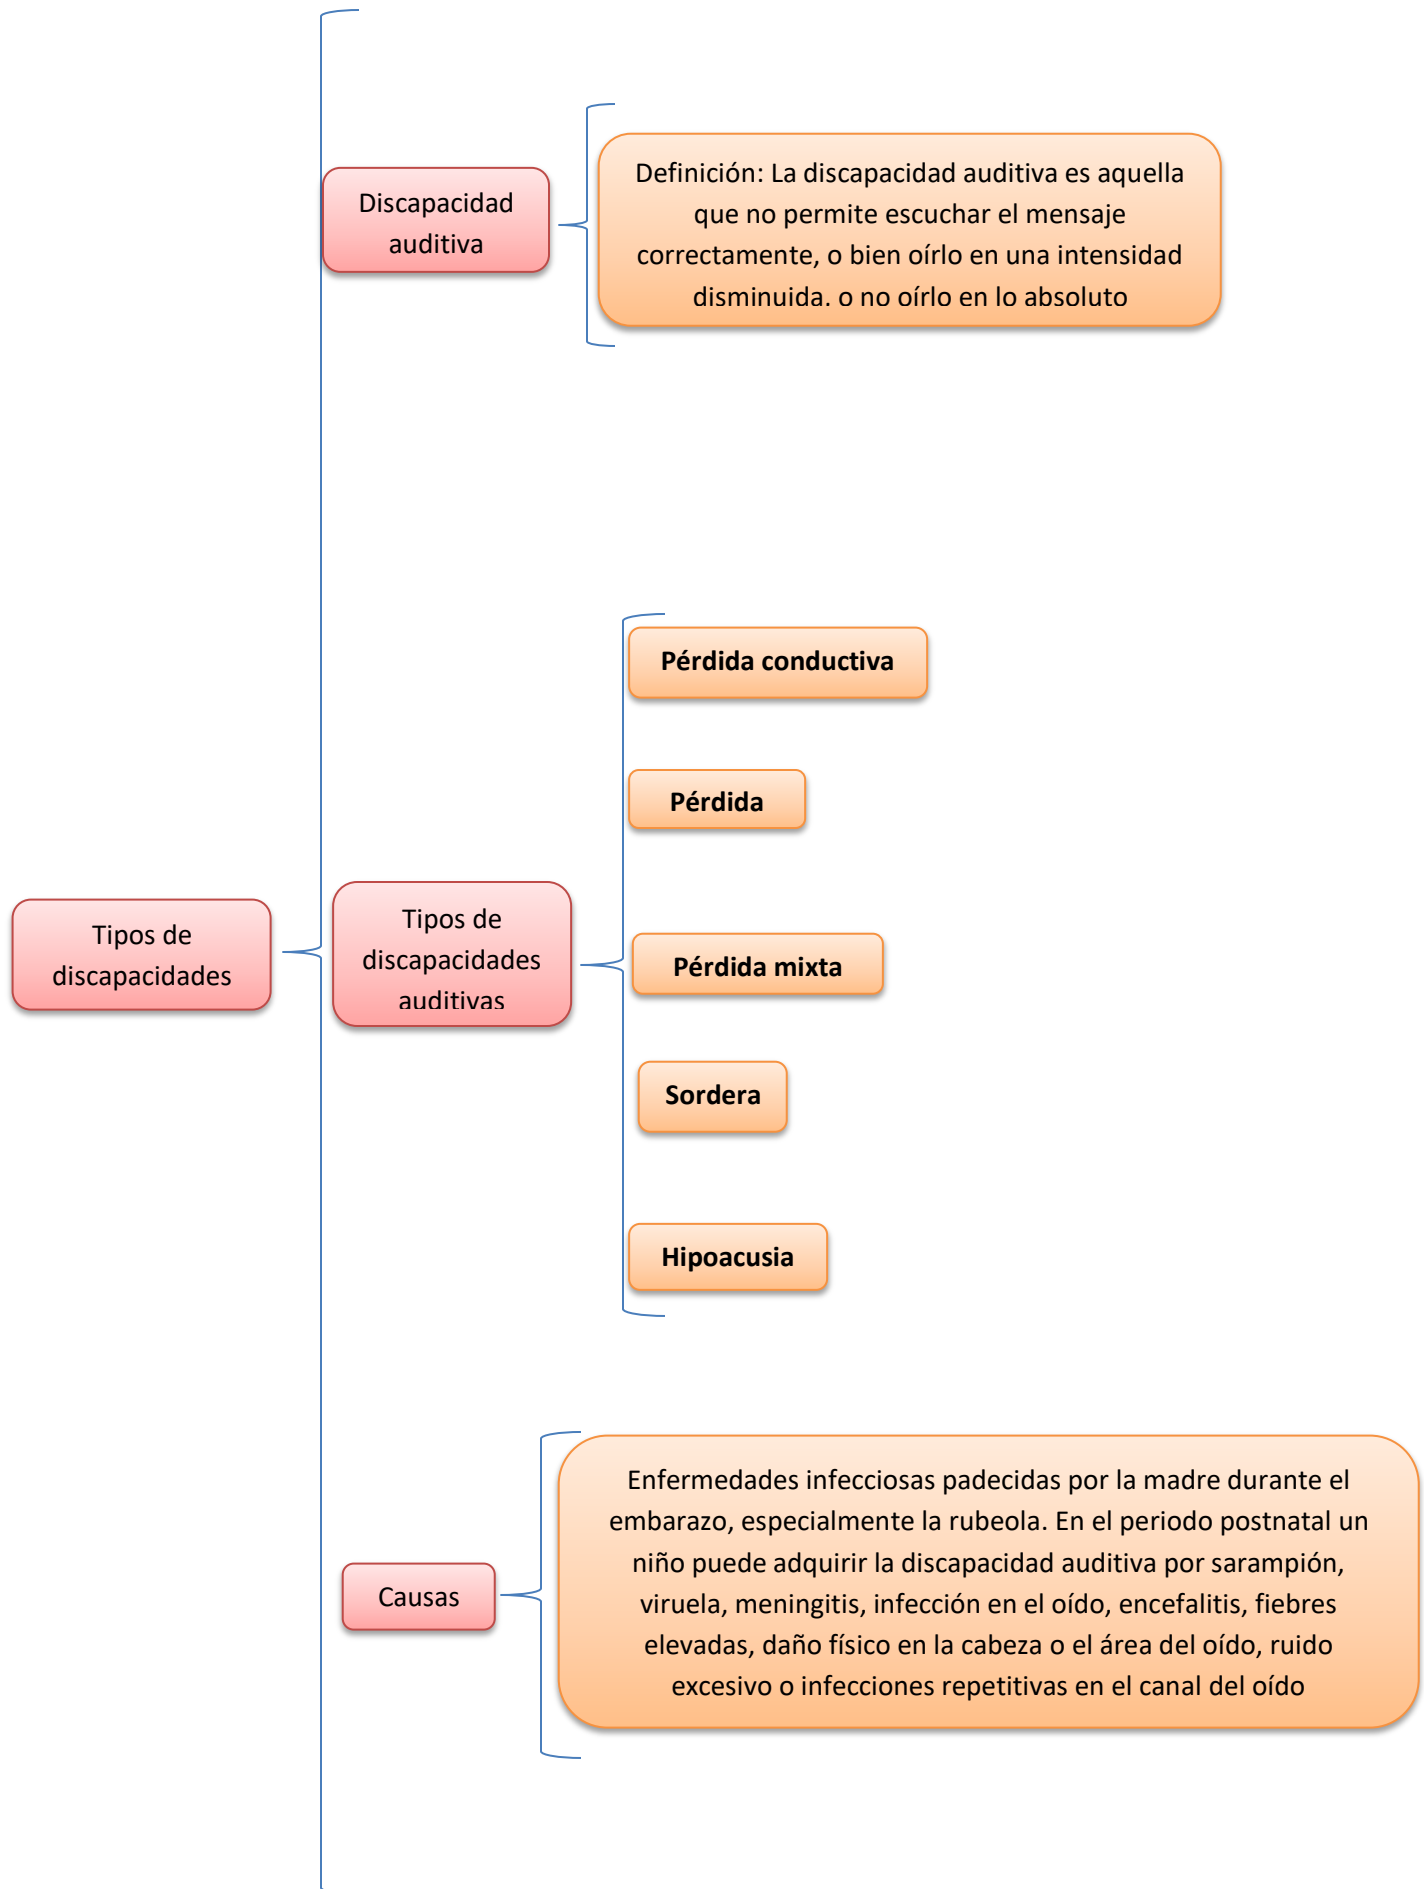 Discapacidad
auditiva
Definición: La discapacidad auditiva es aquella
que no permite escuchar el mensaje
correctamente, o bien oírlo en una intensidad
disminuida. o no oírlo en lo absoluto
Tipos de
discapacidades
Tipos de
discapacidades
auditivas
Pérdida conductiva
Pérdida
Pérdida mixta
Sordera
Hipoacusia
Causas
Enfermedades infecciosas padecidas por la madre durante el
embarazo, especialmente la rubeola. En el periodo postnatal un
niño puede adquirir la discapacidad auditiva por sarampión,
viruela, meningitis, infección en el oído, encefalitis, fiebres
elevadas, daño físico en la cabeza o el área del oído, ruido
excesivo o infecciones repetitivas en el canal del oído